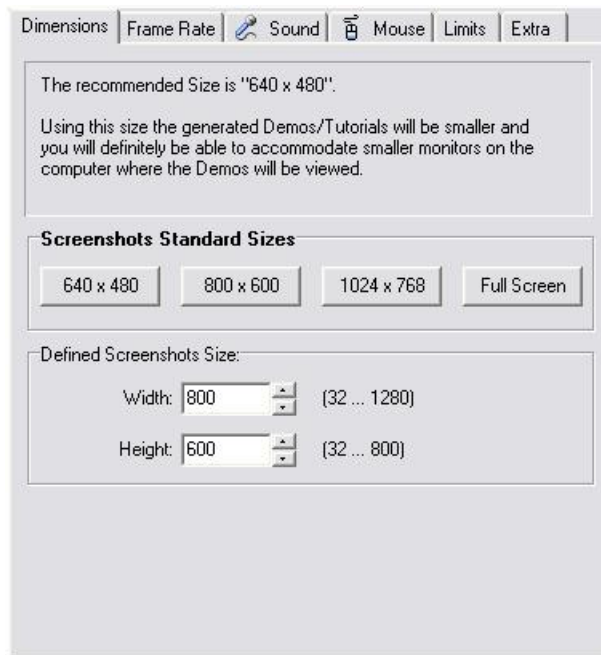 Dimensions Frame Rate Sound Mouse Limits Extra
The recommended Size is "640 x 480".
Using this size the generated Demos/Tutorials will be smaller and
you will definitely be able to accommodate smaller monitors on the
computer where the Demos will be viewed.
Screenshots Standard Sizes
640 x 480 800 x 600 1024 x 768 Full Screen
Defined Screenshots Size:
Width: 800 (32 ... 1280)
Height: 600 (32 ... 800)